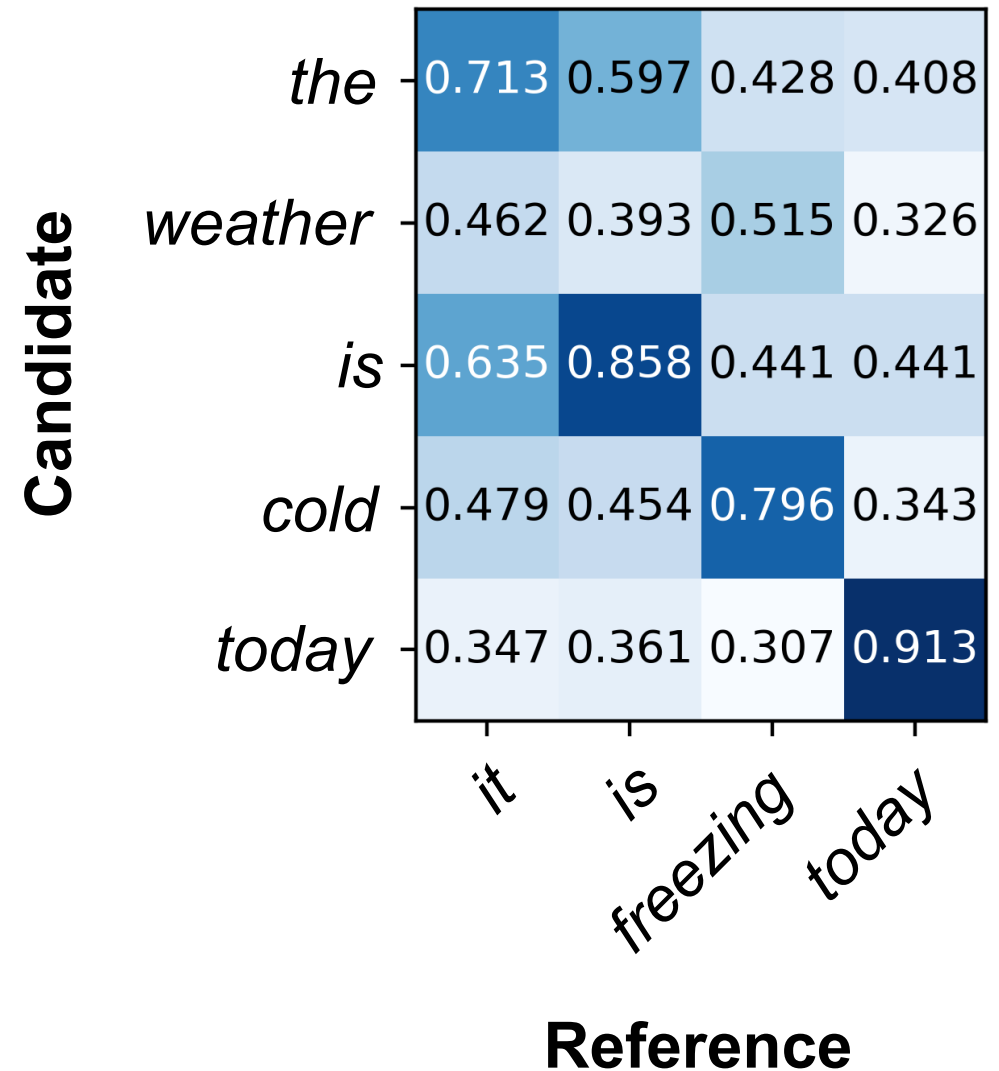 the 0.713 0.597 0.428 0.408
weather 0.462 0.393 0.515 0.326
is 0.635 0.858 0.441 0.441
cold 0.479 0.454 0.796 0.343
today 0.347 0.361 0.307 0.913
Candidate
it is freezing today
Reference